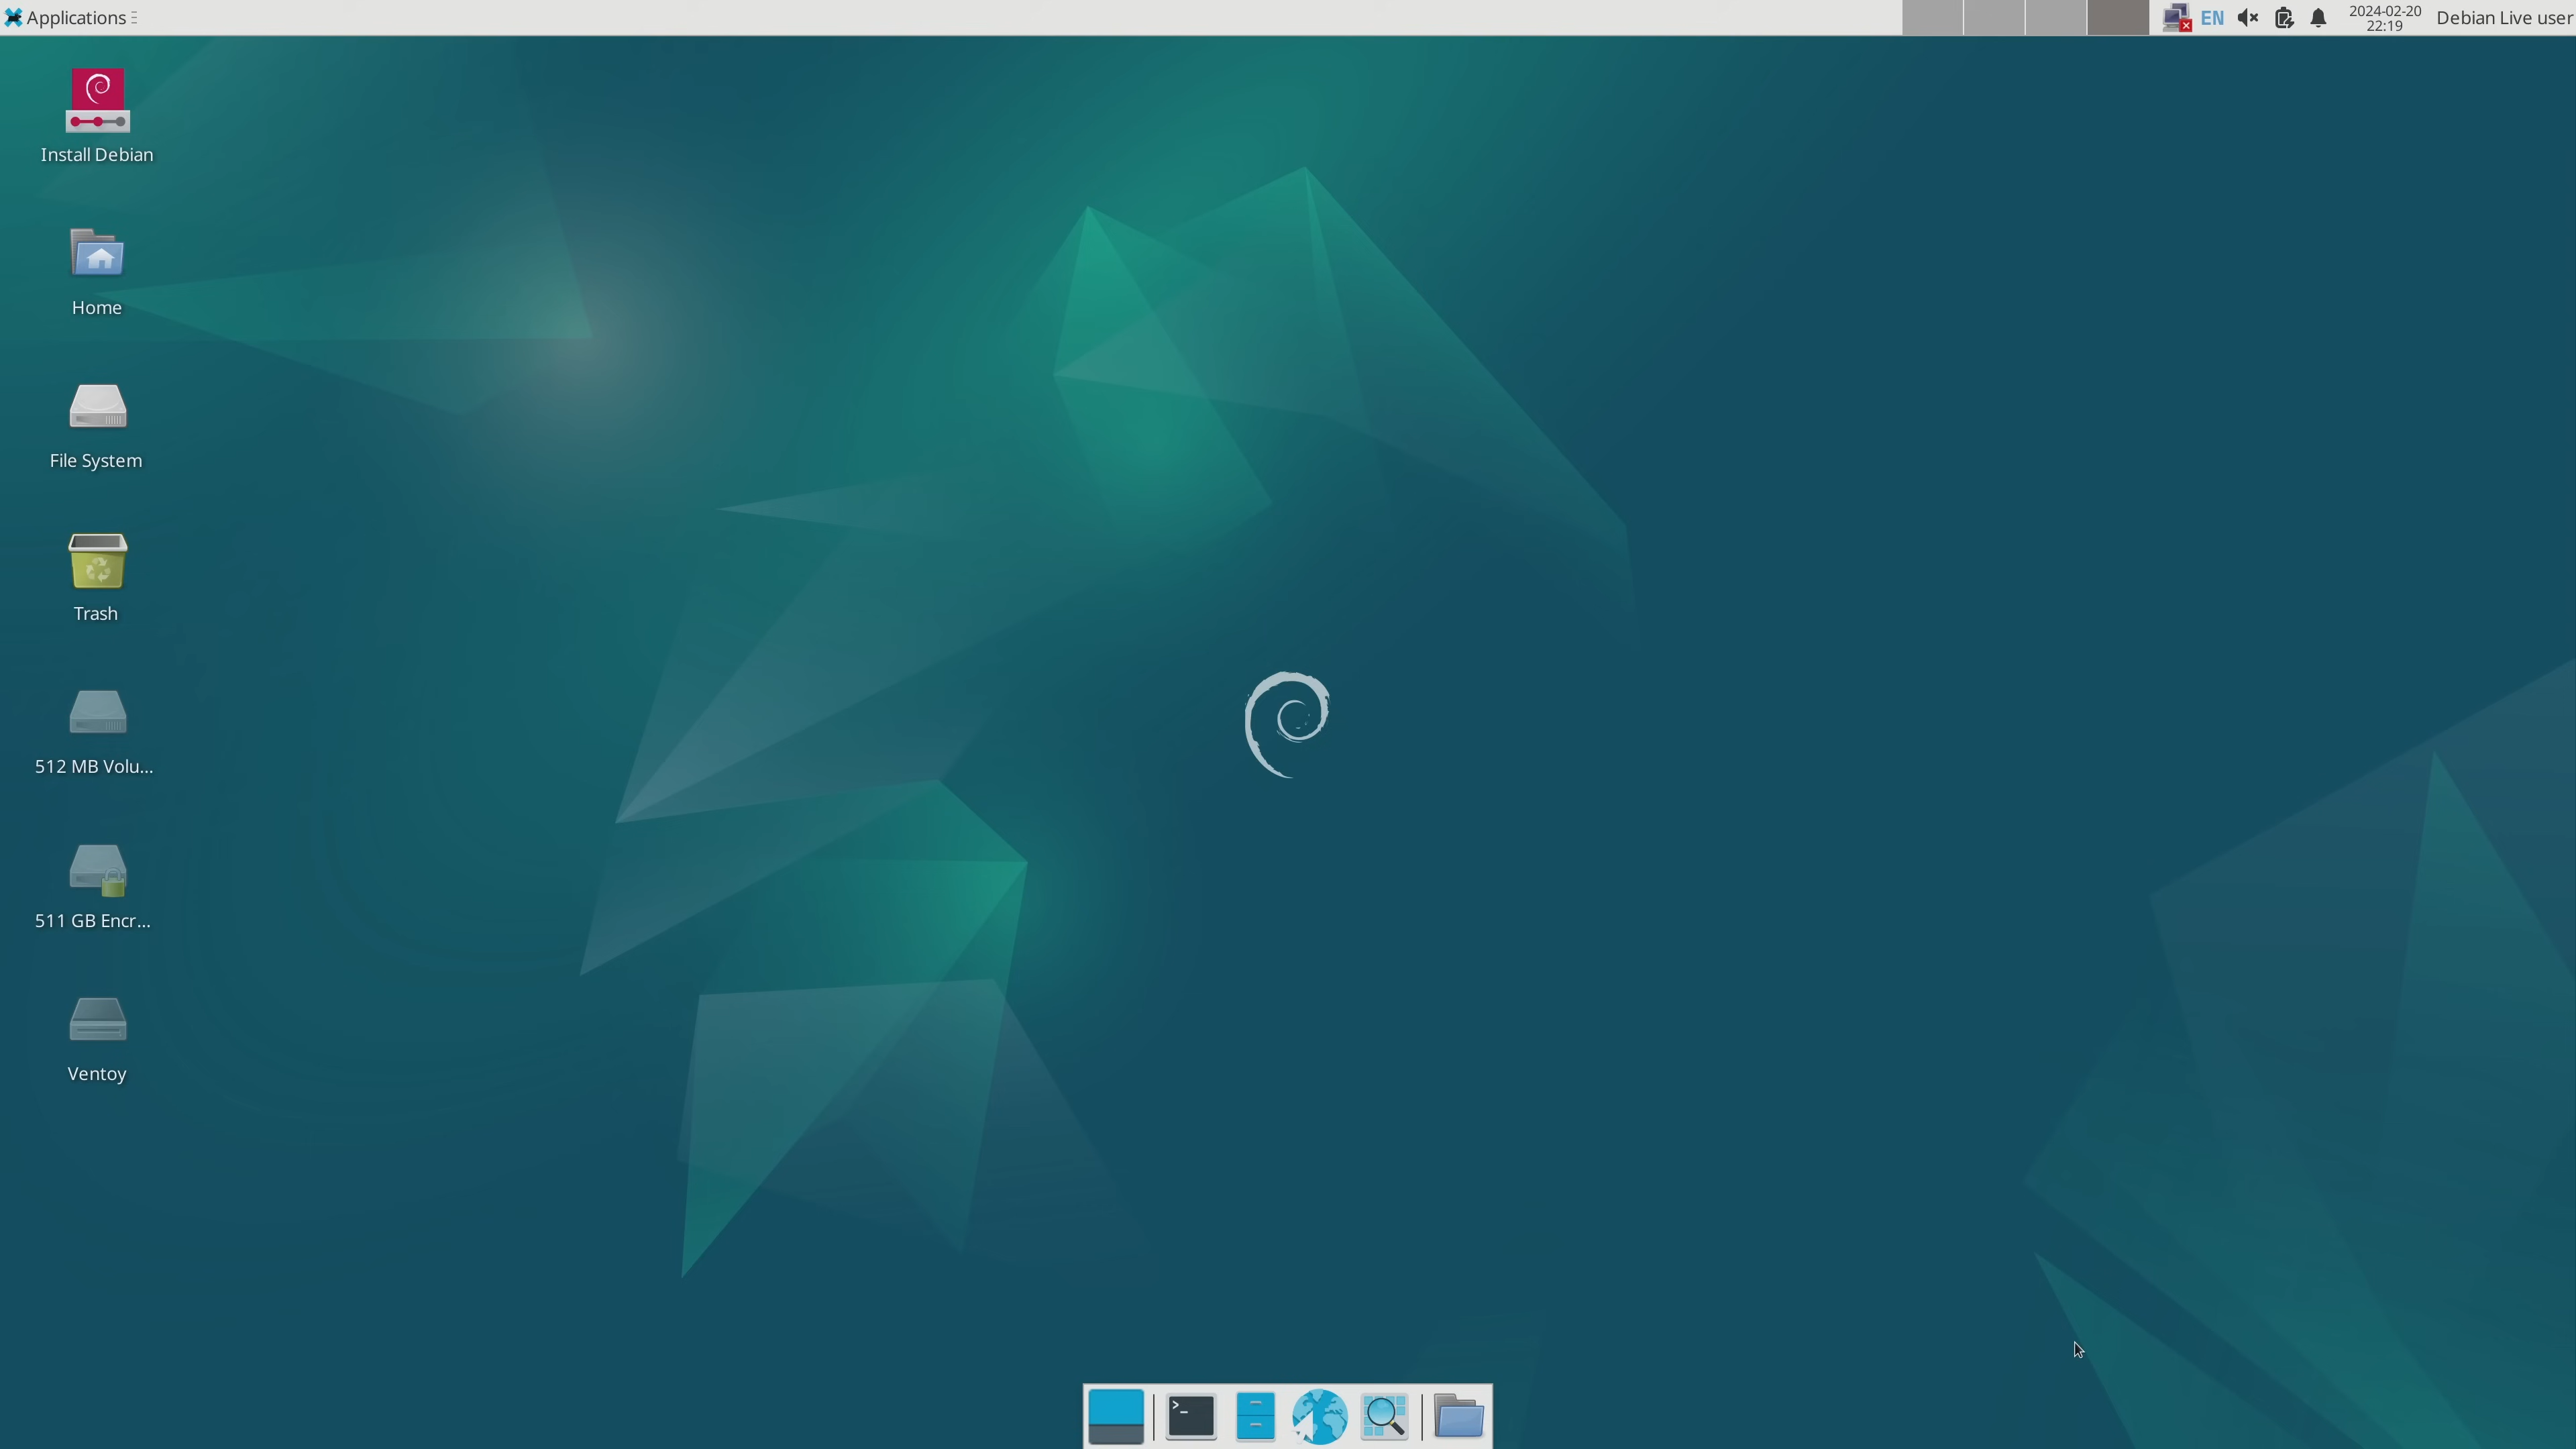 Applications
EN
2024-02-20
22:19
Debian Live user
Install Debian
Home
File System
Trash
512 MB Volu...
511 GB Encr...
Ventoy
>_